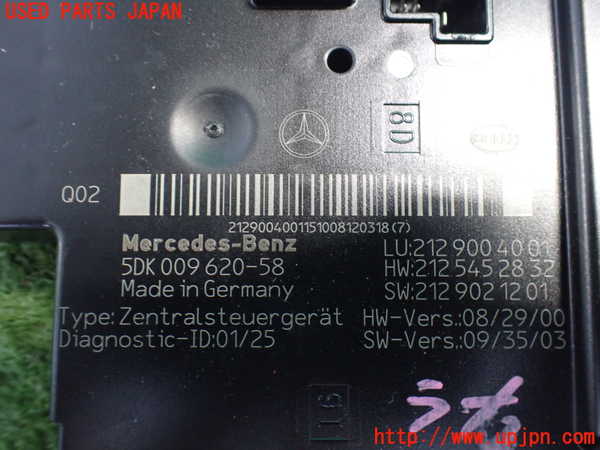 USED PARTS JAPAN
8D
Q02
2129004001151008120318(7)
Mercedes-Benz
LU:212 900 40 01
5DK 009 620-58
HW:212 545 28 32
Made in Germany
SW:212 902 12 01
Type:Zentralsteuergerät
HW-Vers.:08/29/00
Diagnostic-ID:01/25
SW-Vers.:09/35/03
16
http://www.upjpn.com/